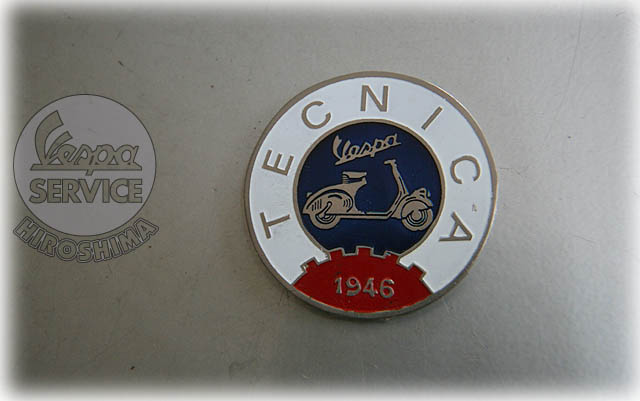 Vespa
SERVICE
HIROSHIMA
TECNICA
Vespa
1946